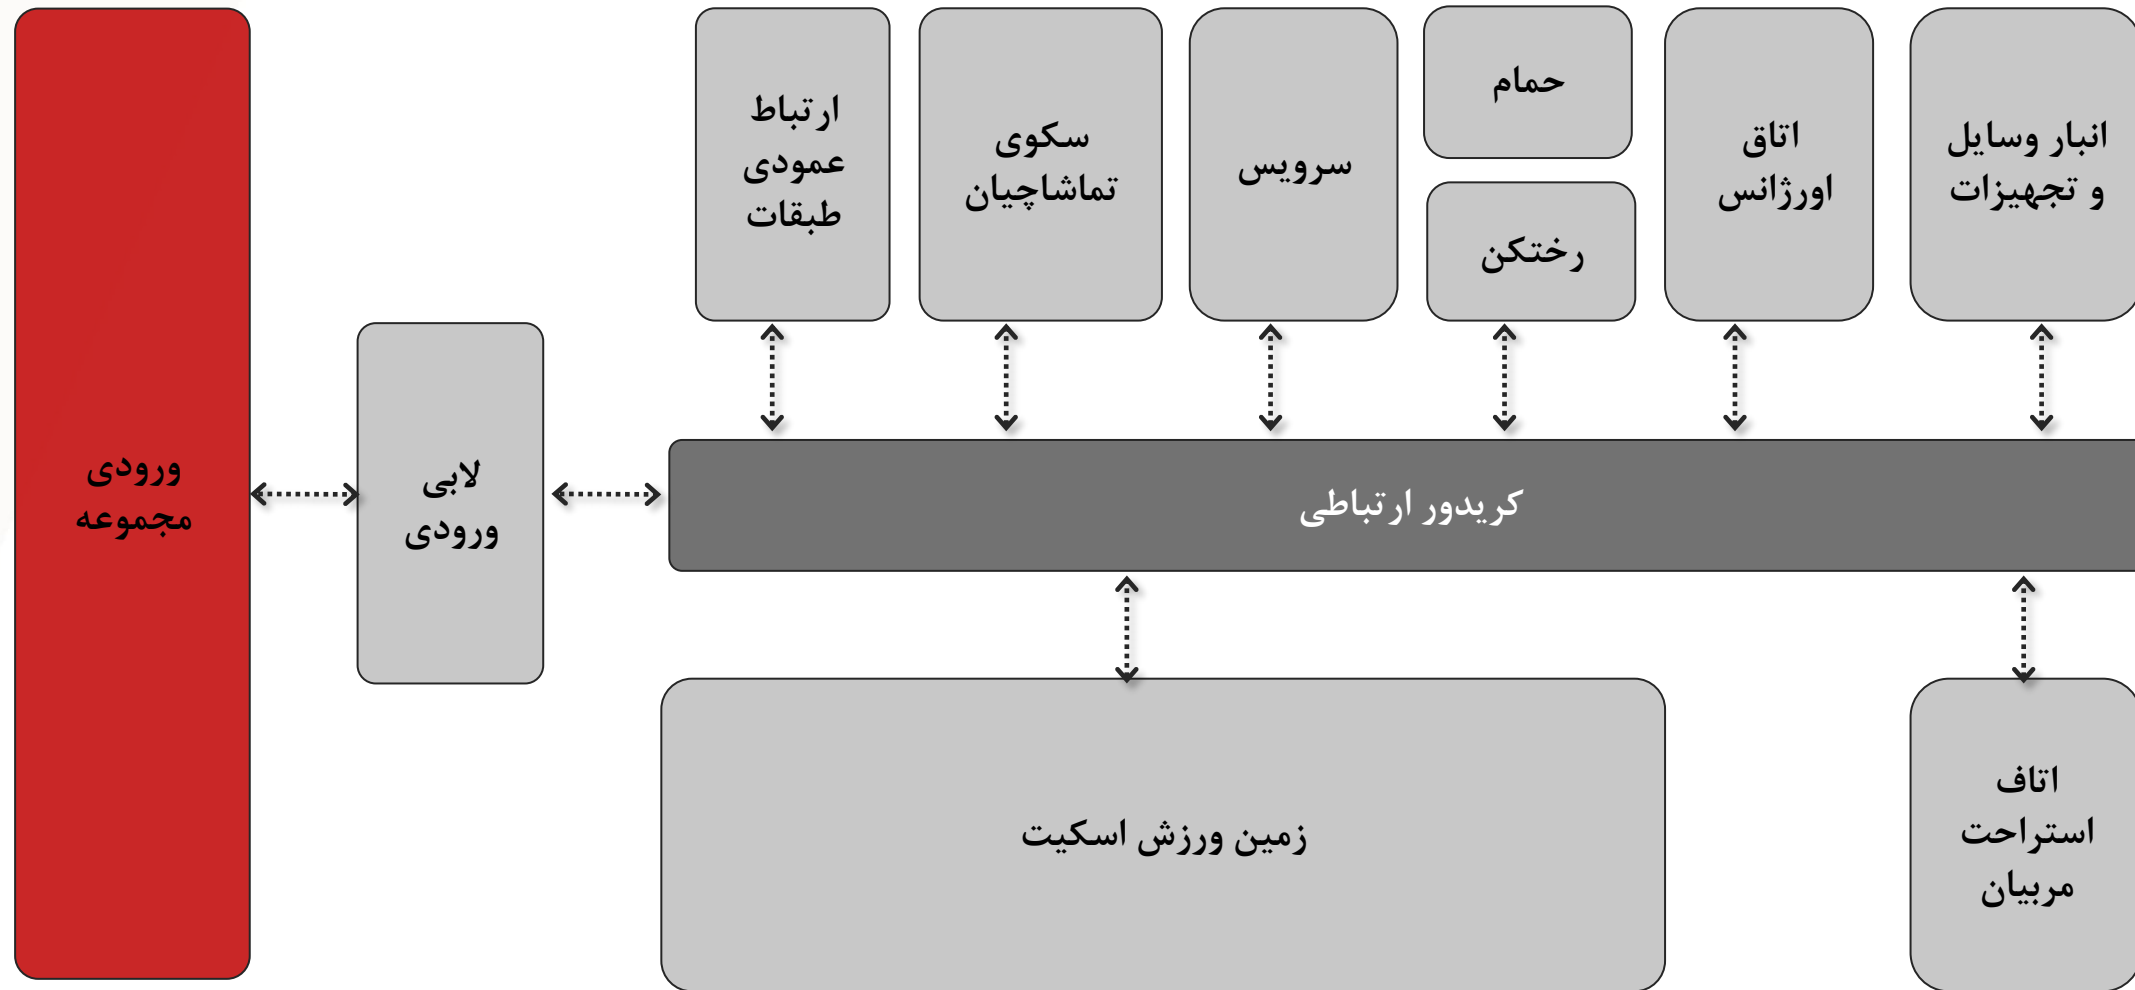 انبار وسایل
و تجهیزات
اتاق
اورژانس
حمام
رختکن
سرویس
سکوی
تماشاچیان
ارتباط
عمودی
طبقات
کریدور ارتباطی
لابی
ورودی
ورودی
مجموعه
اتاف
استراحت
مربیان
زمین ورزش اسکیت